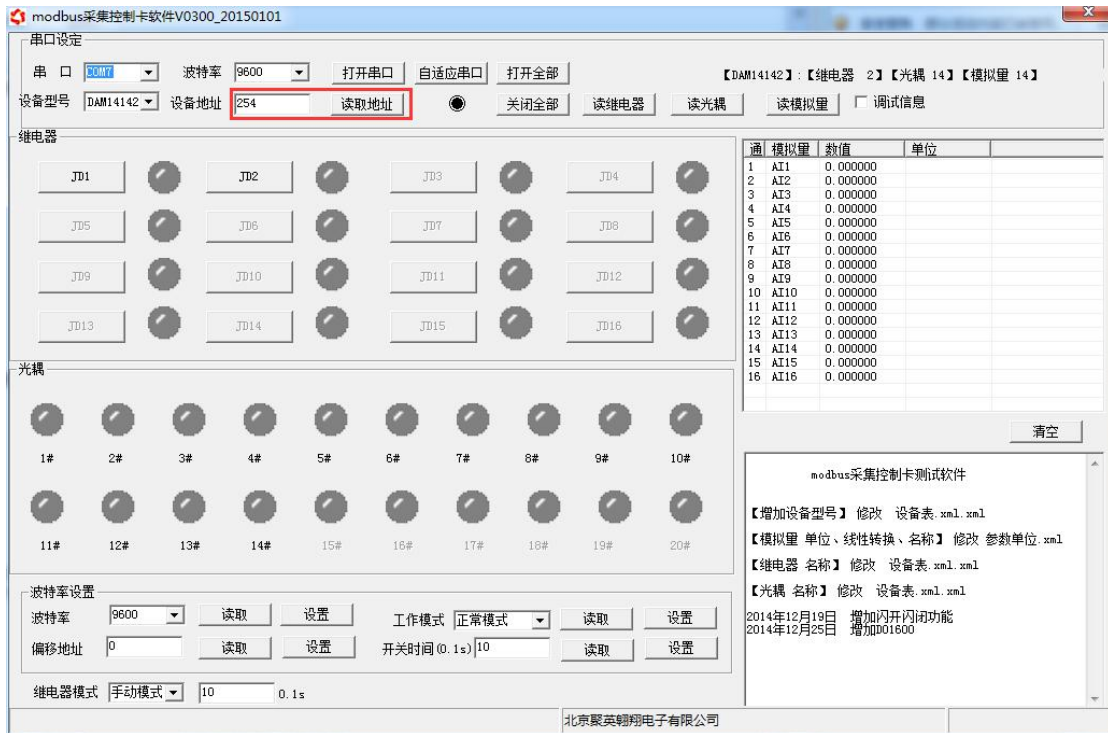 modbus采集控制卡软件V0300_20150101
串口设定
串 口 COM7 波特率 9600 打开串口 自适应串口 打开全部 【DAM14142】:【继电器 2】【光耦 14】【模拟量 14】
设备型号 DAM14142 设备地址 254 读取地址 关闭全部 读继电器 读光耦 读模拟量 调试信息
继电器
JD1 JD2 JD3 JD4
JD5 JD6 JD7 JD8
JD9 JD10 JD11 JD12
JD13 JD14 JD15 JD16
通 模拟量 数值 单位
1 AI1 0.000000
2 AI2 0.000000
3 AI3 0.000000
4 AI4 0.000000
5 AI5 0.000000
6 AI6 0.000000
7 AI7 0.000000
8 AI8 0.000000
9 AI9 0.000000
10 AI10 0.000000
11 AI11 0.000000
12 AI12 0.000000
13 AI13 0.000000
14 AI14 0.000000
15 AI15 0.000000
16 AI16 0.000000
清空
光耦
1# 2# 3# 4# 5# 6# 7# 8# 9# 10#
11# 12# 13# 14# 15# 16# 17# 18# 19# 20#
modbus采集控制卡测试软件
【增加设备型号】 修改 设备表.xml.xml
【模拟量 单位、线性转换、名称】 修改 参数单位.xml
【继电器 名称】 修改 设备表.xml.xml
【光耦 名称】 修改 设备表.xml.xml
2014年12月19日 增加闪开闪闭功能
2014年12月25日 增加DO1600
波特率设置
波特率 9600 读取 设置 工作模式 正常模式 读取 设置
偏移地址 0 读取 设置 开关时间(0.1s) 10 读取 设置
继电器模式 手动模式 10 0.1s
北京聚英翱翔电子有限公司